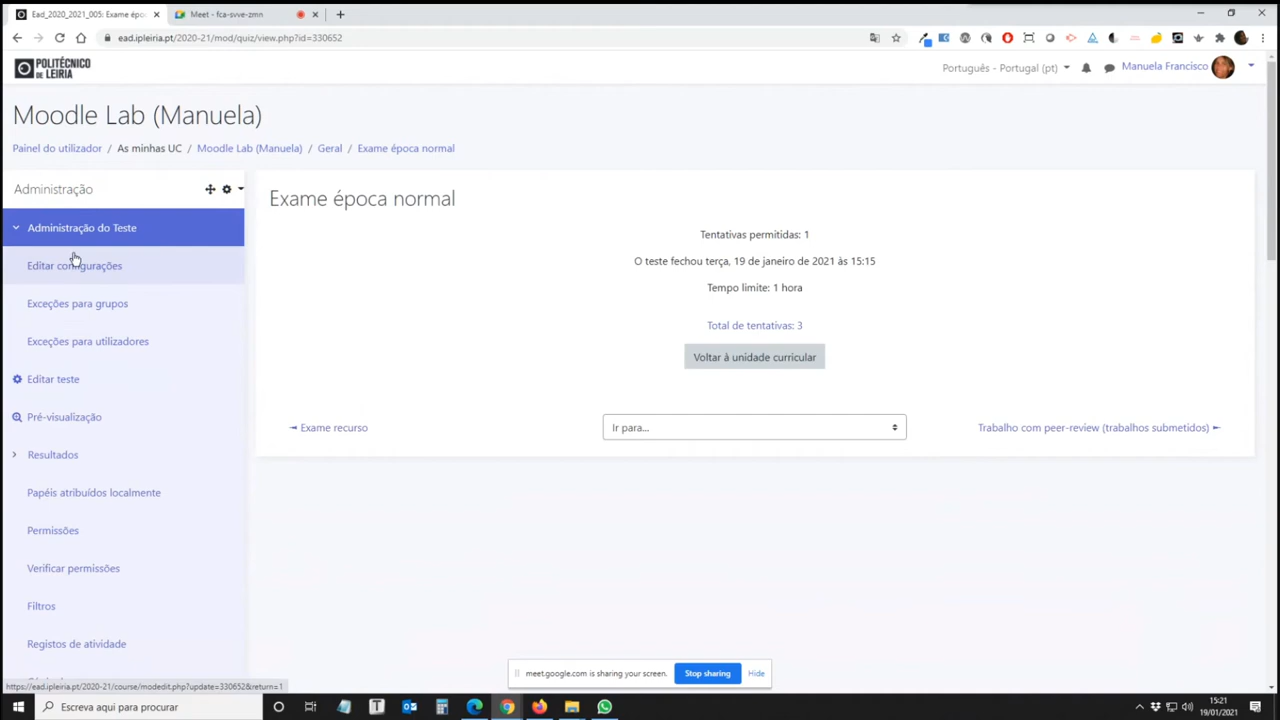 Ead_2020_2021_005: Exame époc
Meet - fca-svve-zmn
ead.ipleiria.pt/2020-21/mod/quiz/view.php?id=330652
POLITÉCNICO
DE LEIRIA
Português - Portugal (pt)
Manuela Francisco
Moodle Lab (Manuela)
Painel do utilizador / As minhas UC / Moodle Lab (Manuela) / Geral / Exame época normal
Administração
Administração do Teste
Editar configurações
Exceções para grupos
Exceções para utilizadores
Editar teste
Pré-visualização
Resultados
Papéis atribuídos localmente
Permissões
Verificar permissões
Filtros
Registos de atividade
Exame época normal
Tentativas permitidas: 1
O teste fechou terça, 19 de janeiro de 2021 às 15:15
Tempo limite: 1 hora
Total de tentativas: 3
Voltar à unidade curricular
◄ Exame recurso
Ir para...
Trabalho com peer-review (trabalhos submetidos) ►
meet.google.com is sharing your screen.
Stop sharing
Hide
https://ead.ipleiria.pt/2020-21/course/modedit.php?update=330652&return=1
Escreva aqui para procurar
15:21
19/01/2021